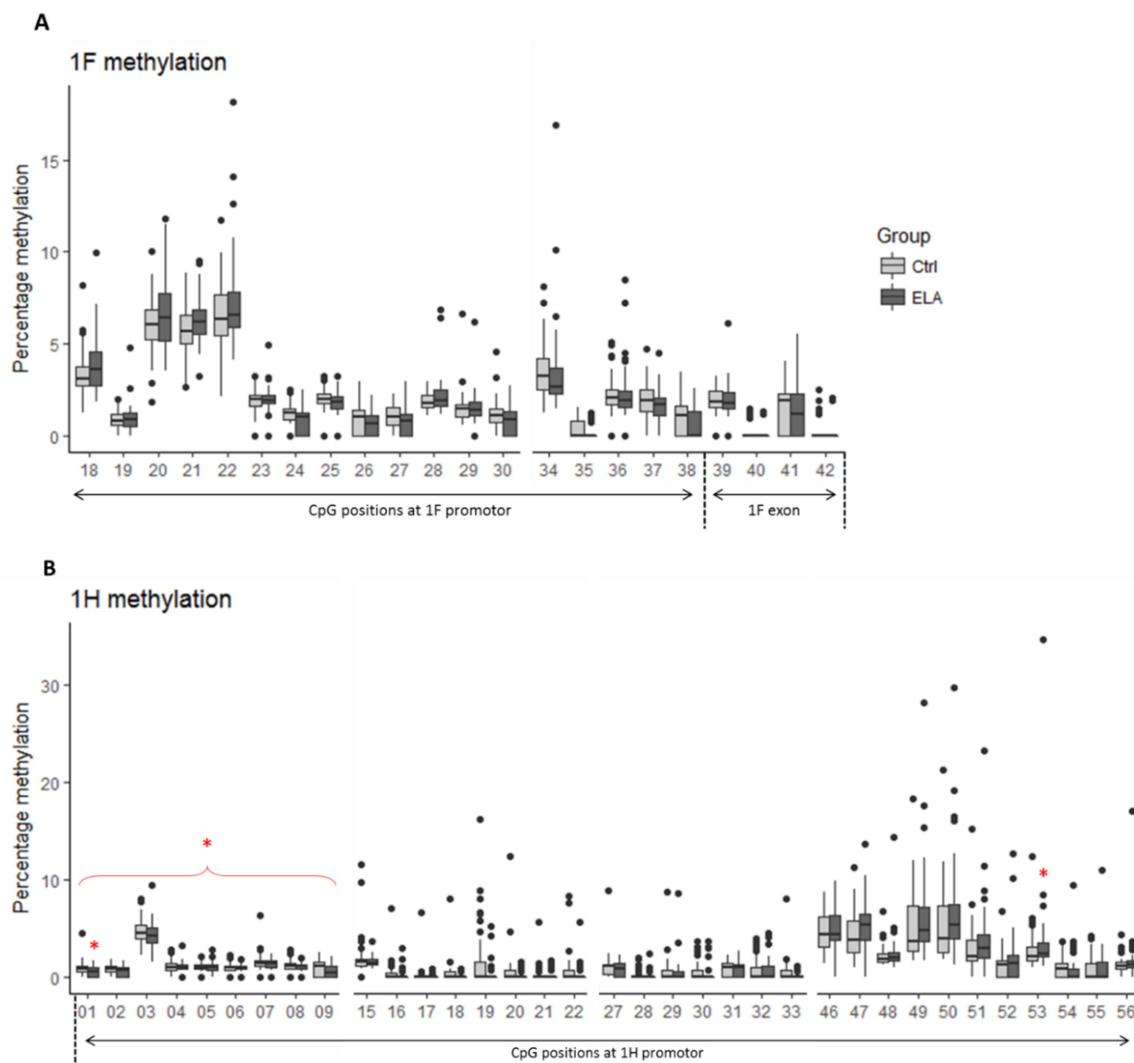 A
1F methylation
Percentage methylation
15
10
5
0
18 19 20 21 22 23 24 25 26 27 28 29 30 34 35 36 37 38 39 40 41 42
CpG positions at 1F promotor 1F exon
Group
Ctrl
ELA
B
1H methylation
Percentage methylation
30
20
10
0
*
*
*
01 02 03 04 05 06 07 08 09 15 16 17 18 19 20 21 22 27 28 29 30 31 32 33 46 47 48 49 50 51 52 53 54 55 56
CpG positions at 1H promotor